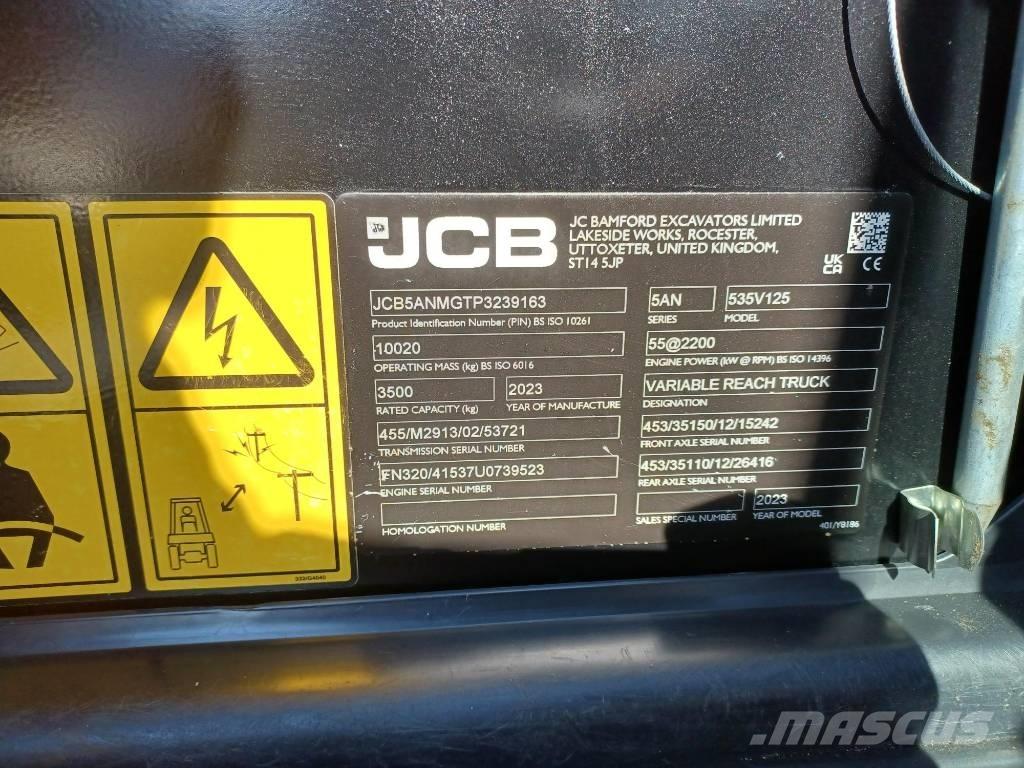 JCB
JC BAMFORD EXCAVATORS LIMITED
LAKESIDE WORKS, ROCESTER,
UTTOXETER, UNITED KINGDOM,
ST14 5JP
UK
CA CE
JCB5ANMGTP3239163
Product Identification Number (PIN) BS ISO 10261
5AN 535V125
SERIES MODEL
10020
OPERATING MASS (kg) BS ISO 6016
55@2200
ENGINE POWER (kW @ RPM) BS ISO 14396
3500 2023
RATED CAPACITY (kg) YEAR OF MANUFACTURE
VARIABLE REACH TRUCK
DESIGNATION
455/M2913/02/53721
TRANSMISSION SERIAL NUMBER
453/35150/12/15242
FRONT AXLE SERIAL NUMBER
FN320/41537U0739523
ENGINE SERIAL NUMBER
453/35110/12/26416
REAR AXLE SERIAL NUMBER
HOMOLOGATION NUMBER
2023
SALES SPECIAL NUMBER YEAR OF MODEL
401/Y8186
332/G4040
MASCUS